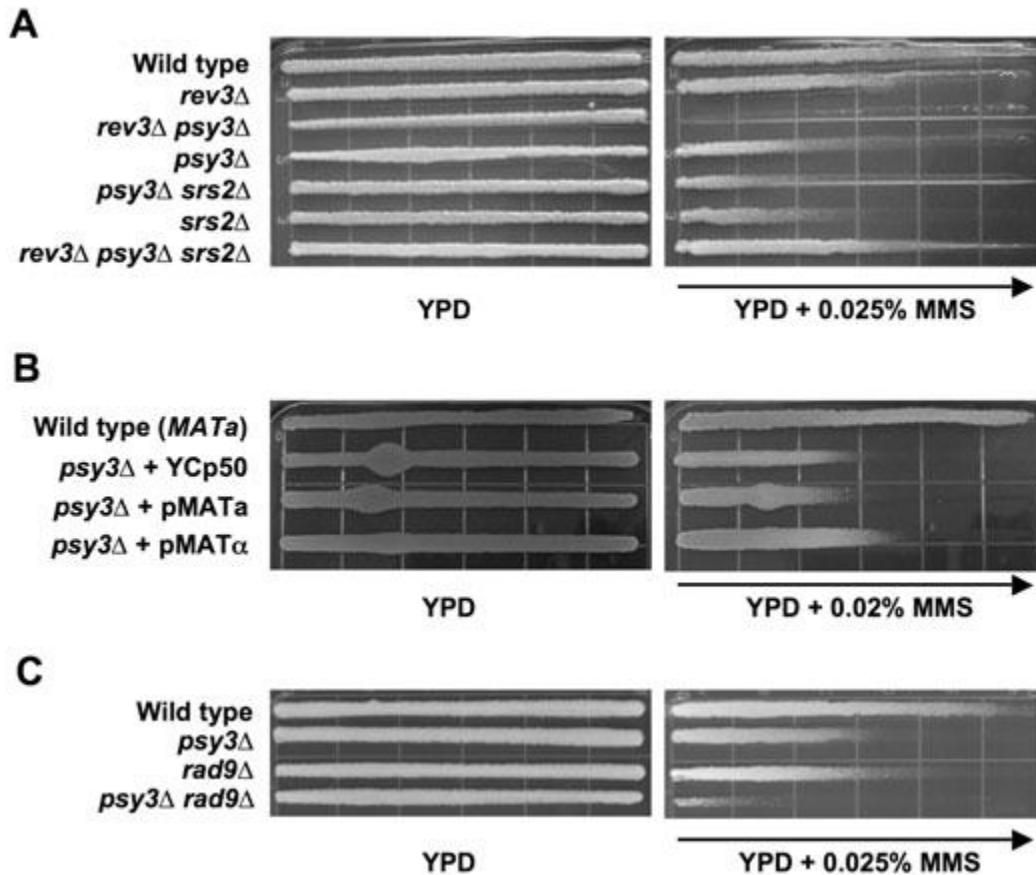 A
Wild type
rev3Δ
rev3Δ psy3Δ
psy3Δ
psy3Δ srs2Δ
srs2Δ
rev3Δ psy3Δ srs2Δ
YPD
YPD + 0.025% MMS
B
Wild type (MATa)
psy3Δ + YCp50
psy3Δ + pMATa
psy3Δ + pMATα
YPD
YPD + 0.02% MMS
C
Wild type
psy3Δ
rad9Δ
psy3Δ rad9Δ
YPD
YPD + 0.025% MMS